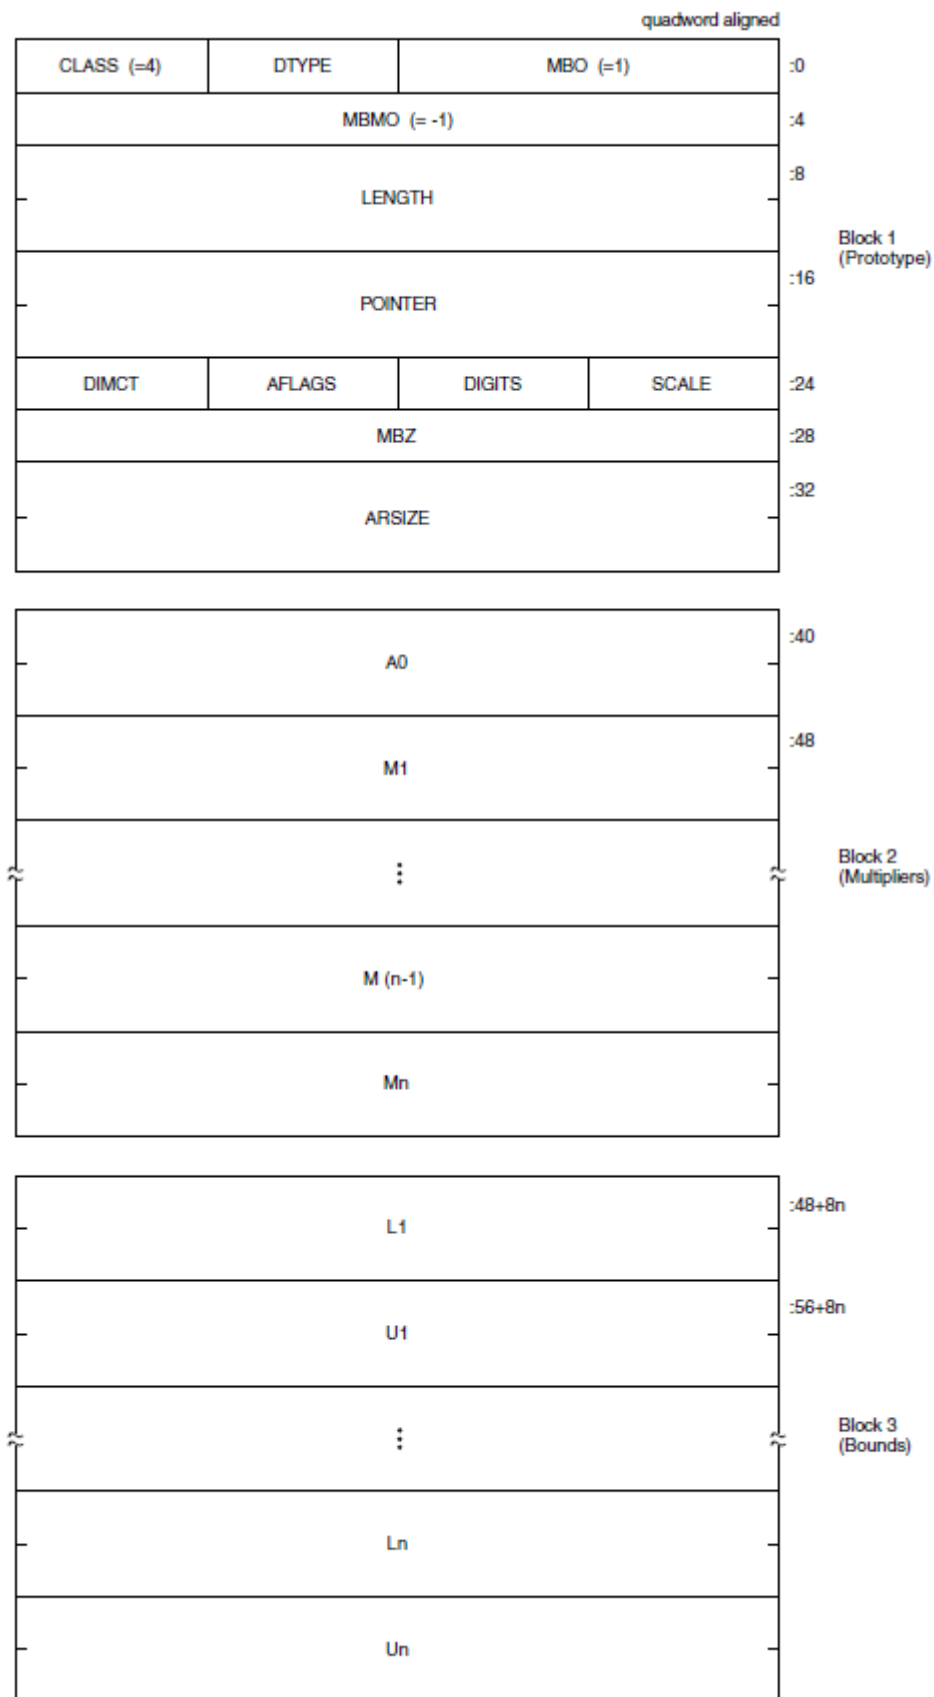 quadword aligned
CLASS (=4) DTYPE MBO (=1) :0
MBMO (= -1) :4
:8
LENGTH
Block 1
(Prototype)
:16
POINTER
DIMCT AFLAGS DIGITS SCALE :24
MBZ :28
:32
ARSIZE
:40
A0
:48
M1
⋮
Block 2
(Multipliers)
M (n-1)
Mn
:48+8n
L1
:56+8n
U1
⋮
Block 3
(Bounds)
Ln
Un